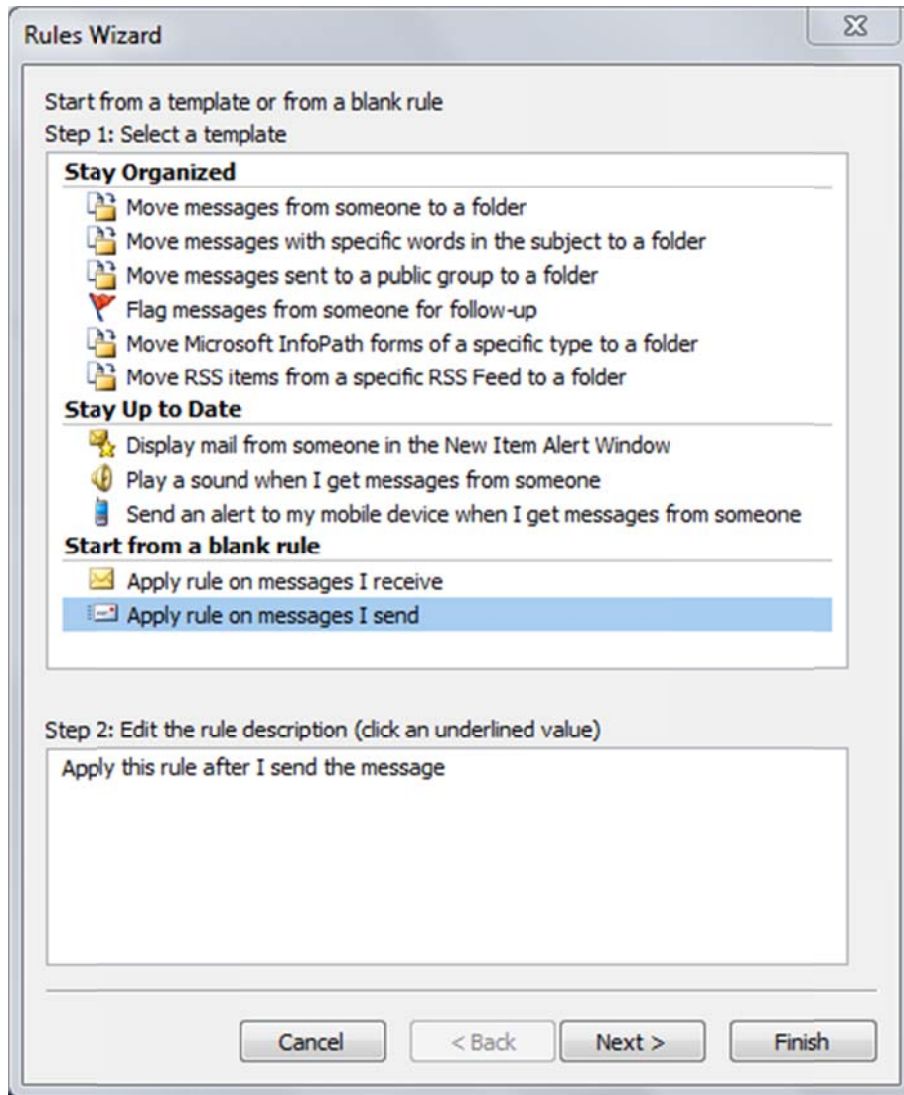 Rules Wizard
Start from a template or from a blank rule
Step 1: Select a template
Stay Organized
Move messages from someone to a folder
Move messages with specific words in the subject to a folder
Move messages sent to a public group to a folder
Flag messages from someone for follow-up
Move Microsoft InfoPath forms of a specific type to a folder
Move RSS items from a specific RSS Feed to a folder
Stay Up to Date
Display mail from someone in the New Item Alert Window
Play a sound when I get messages from someone
Send an alert to my mobile device when I get messages from someone
Start from a blank rule
Apply rule on messages I receive
Apply rule on messages I send
Step 2: Edit the rule description (click an underlined value)
Apply this rule after I send the message
Cancel < Back Next > Finish